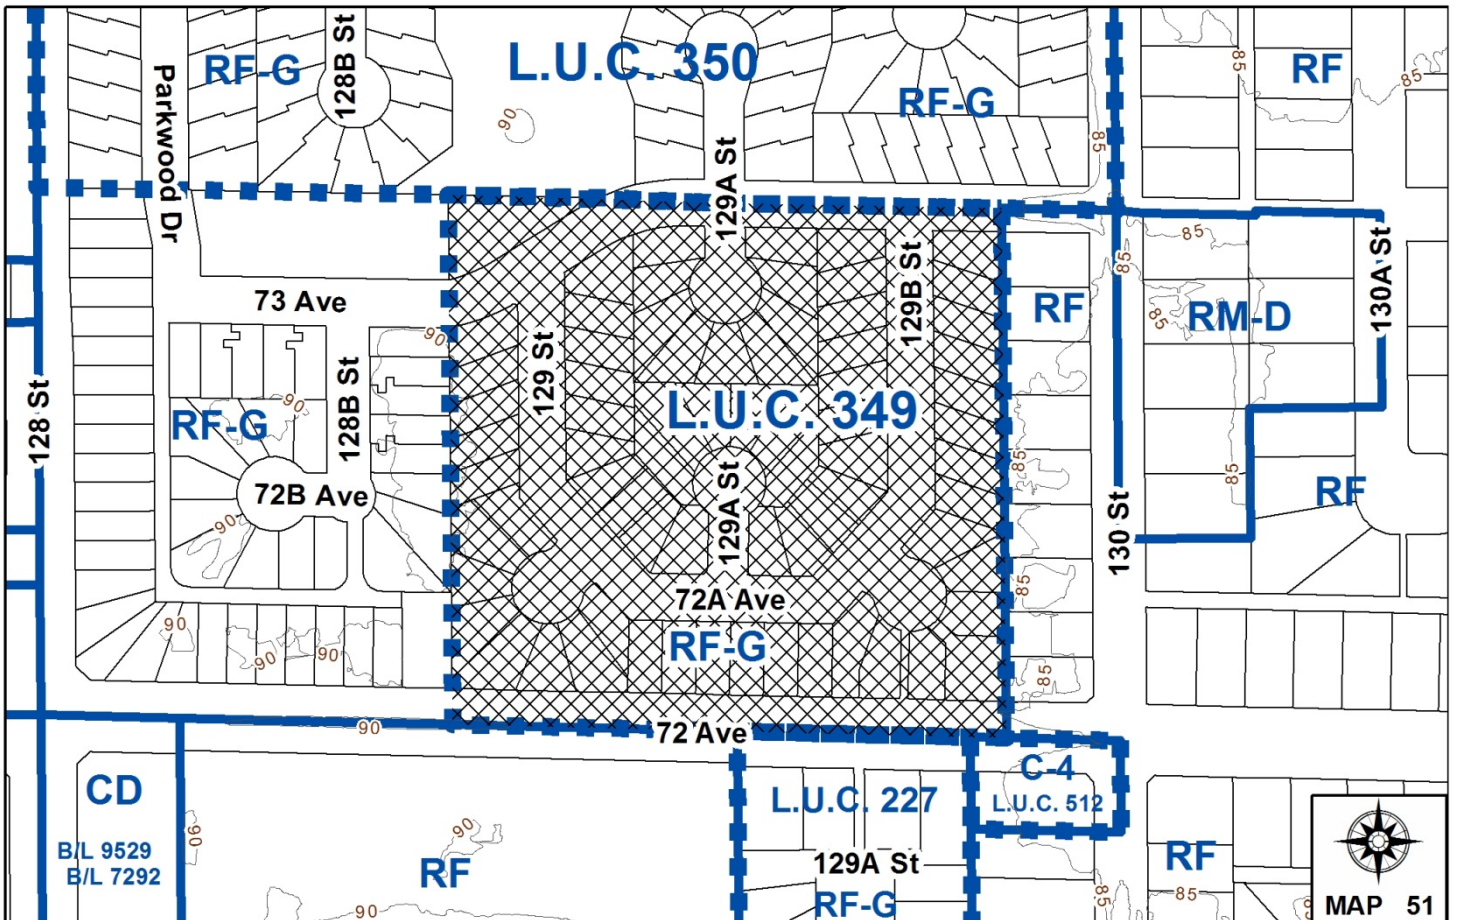 128B St
RF-G
L.U.C. 350
RF
85
85
Parkwood Dr
90
RF-G
85
129A St
85
130A St
73 Ave
129B St
85
RF
85
RM-D
90
129 St
128 St
RF-G
90
128B St
L.U.C. 349
85
85
RF
72B Ave
90
129A St
130 St
85
72A Ave
90
90
90
RF-G
85
90
72 Ave
CD
C-4
L.U.C. 227
L.U.C. 512
90
90
B/L 9529
B/L 7292
RF
129A St
RF
90
RF-G
85
85
MAP 51